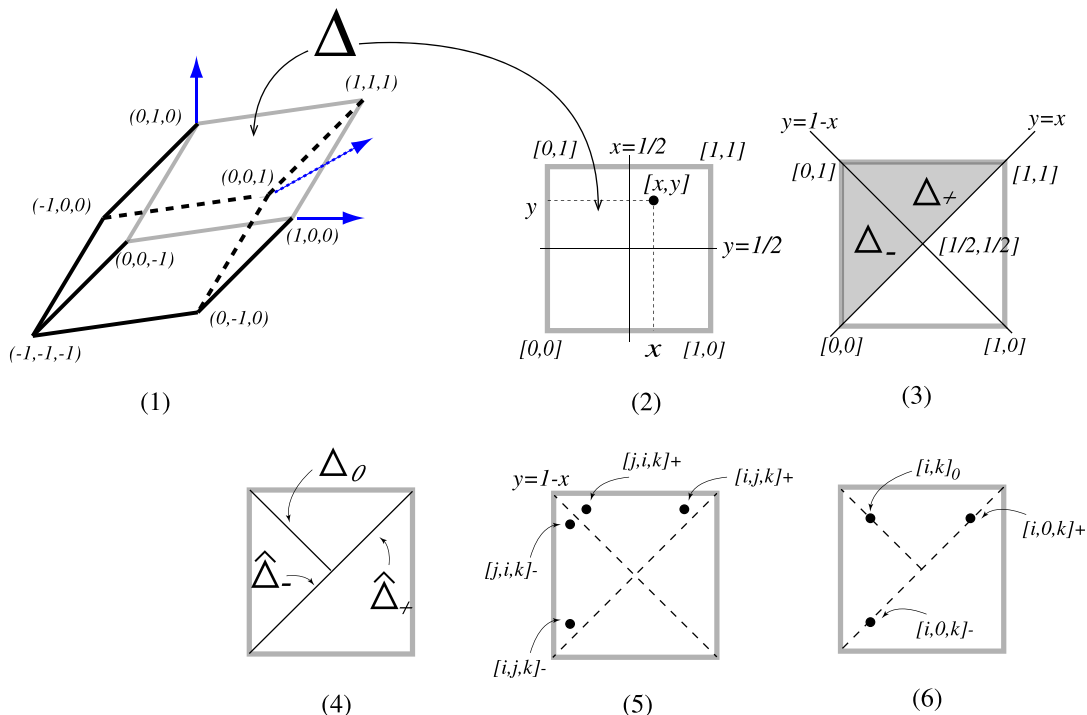 Δ
(1,1,1)
(0,1,0)
(0,0,1)
(-1,0,0)
(1,0,0)
(0,0,-1)
(0,-1,0)
(-1,-1,-1)
(1)
[0,1]
x=1/2
[1,1]
[x,y]
y
y=1/2
[0,0]
x
[1,0]
(2)
y=1-x
y=x
[0,1]
[1,1]
Δ+
Δ-
[1/2,1/2]
[0,0]
[1,0]
(3)
Δ0
Δ̂-
Δ̂+
(4)
y=1-x
[j,i,k]+
[i,j,k]+
[j,i,k]-
[i,j,k]-
(5)
[i,k]0
[i,0,k]+
[i,0,k]-
(6)